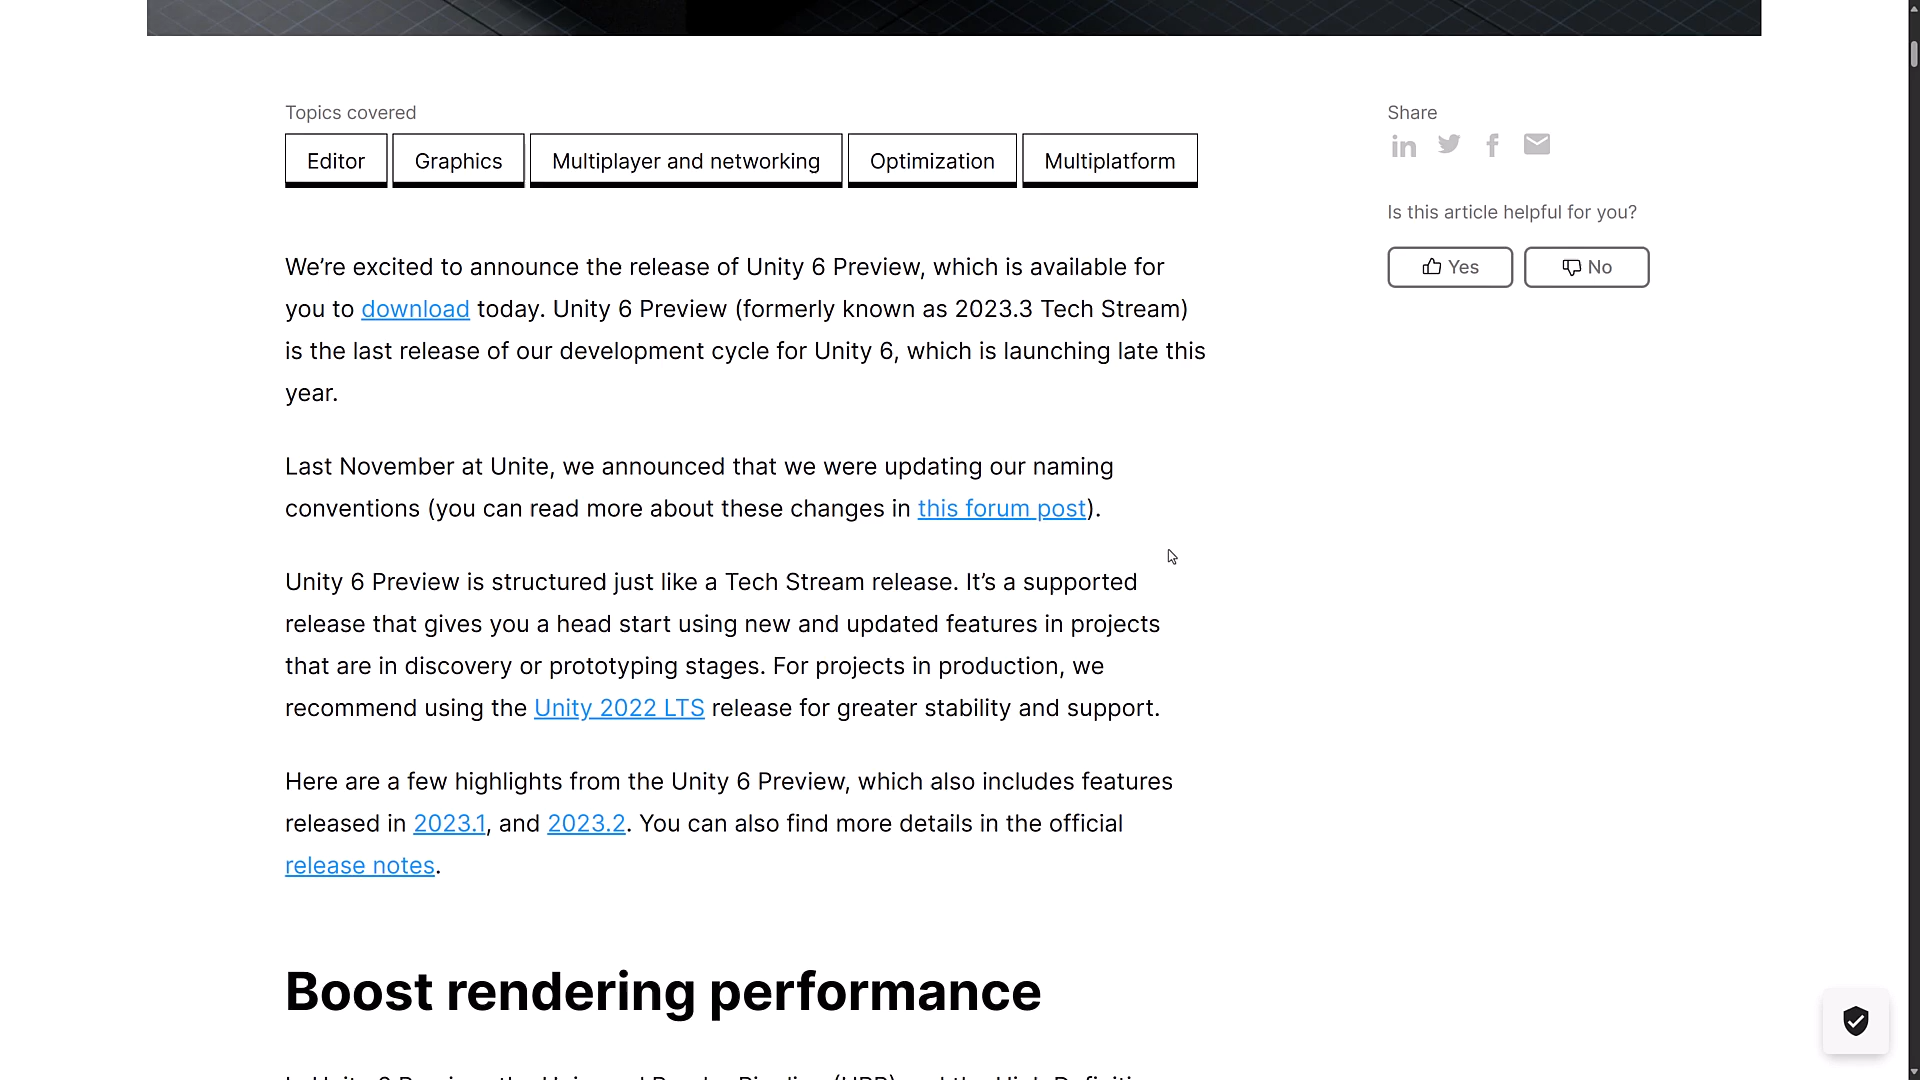 Topics covered
Editor
Graphics
Multiplayer and networking
Optimization
Multiplatform
Share
Is this article helpful for you?
Yes
No
We’re excited to announce the release of Unity 6 Preview, which is available for
you to download today. Unity 6 Preview (formerly known as 2023.3 Tech Stream)
is the last release of our development cycle for Unity 6, which is launching late this
year.
Last November at Unite, we announced that we were updating our naming
conventions (you can read more about these changes in this forum post).
Unity 6 Preview is structured just like a Tech Stream release. It’s a supported
release that gives you a head start using new and updated features in projects
that are in discovery or prototyping stages. For projects in production, we
recommend using the Unity 2022 LTS release for greater stability and support.
Here are a few highlights from the Unity 6 Preview, which also includes features
released in 2023.1, and 2023.2. You can also find more details in the official
release notes.
Boost rendering performance